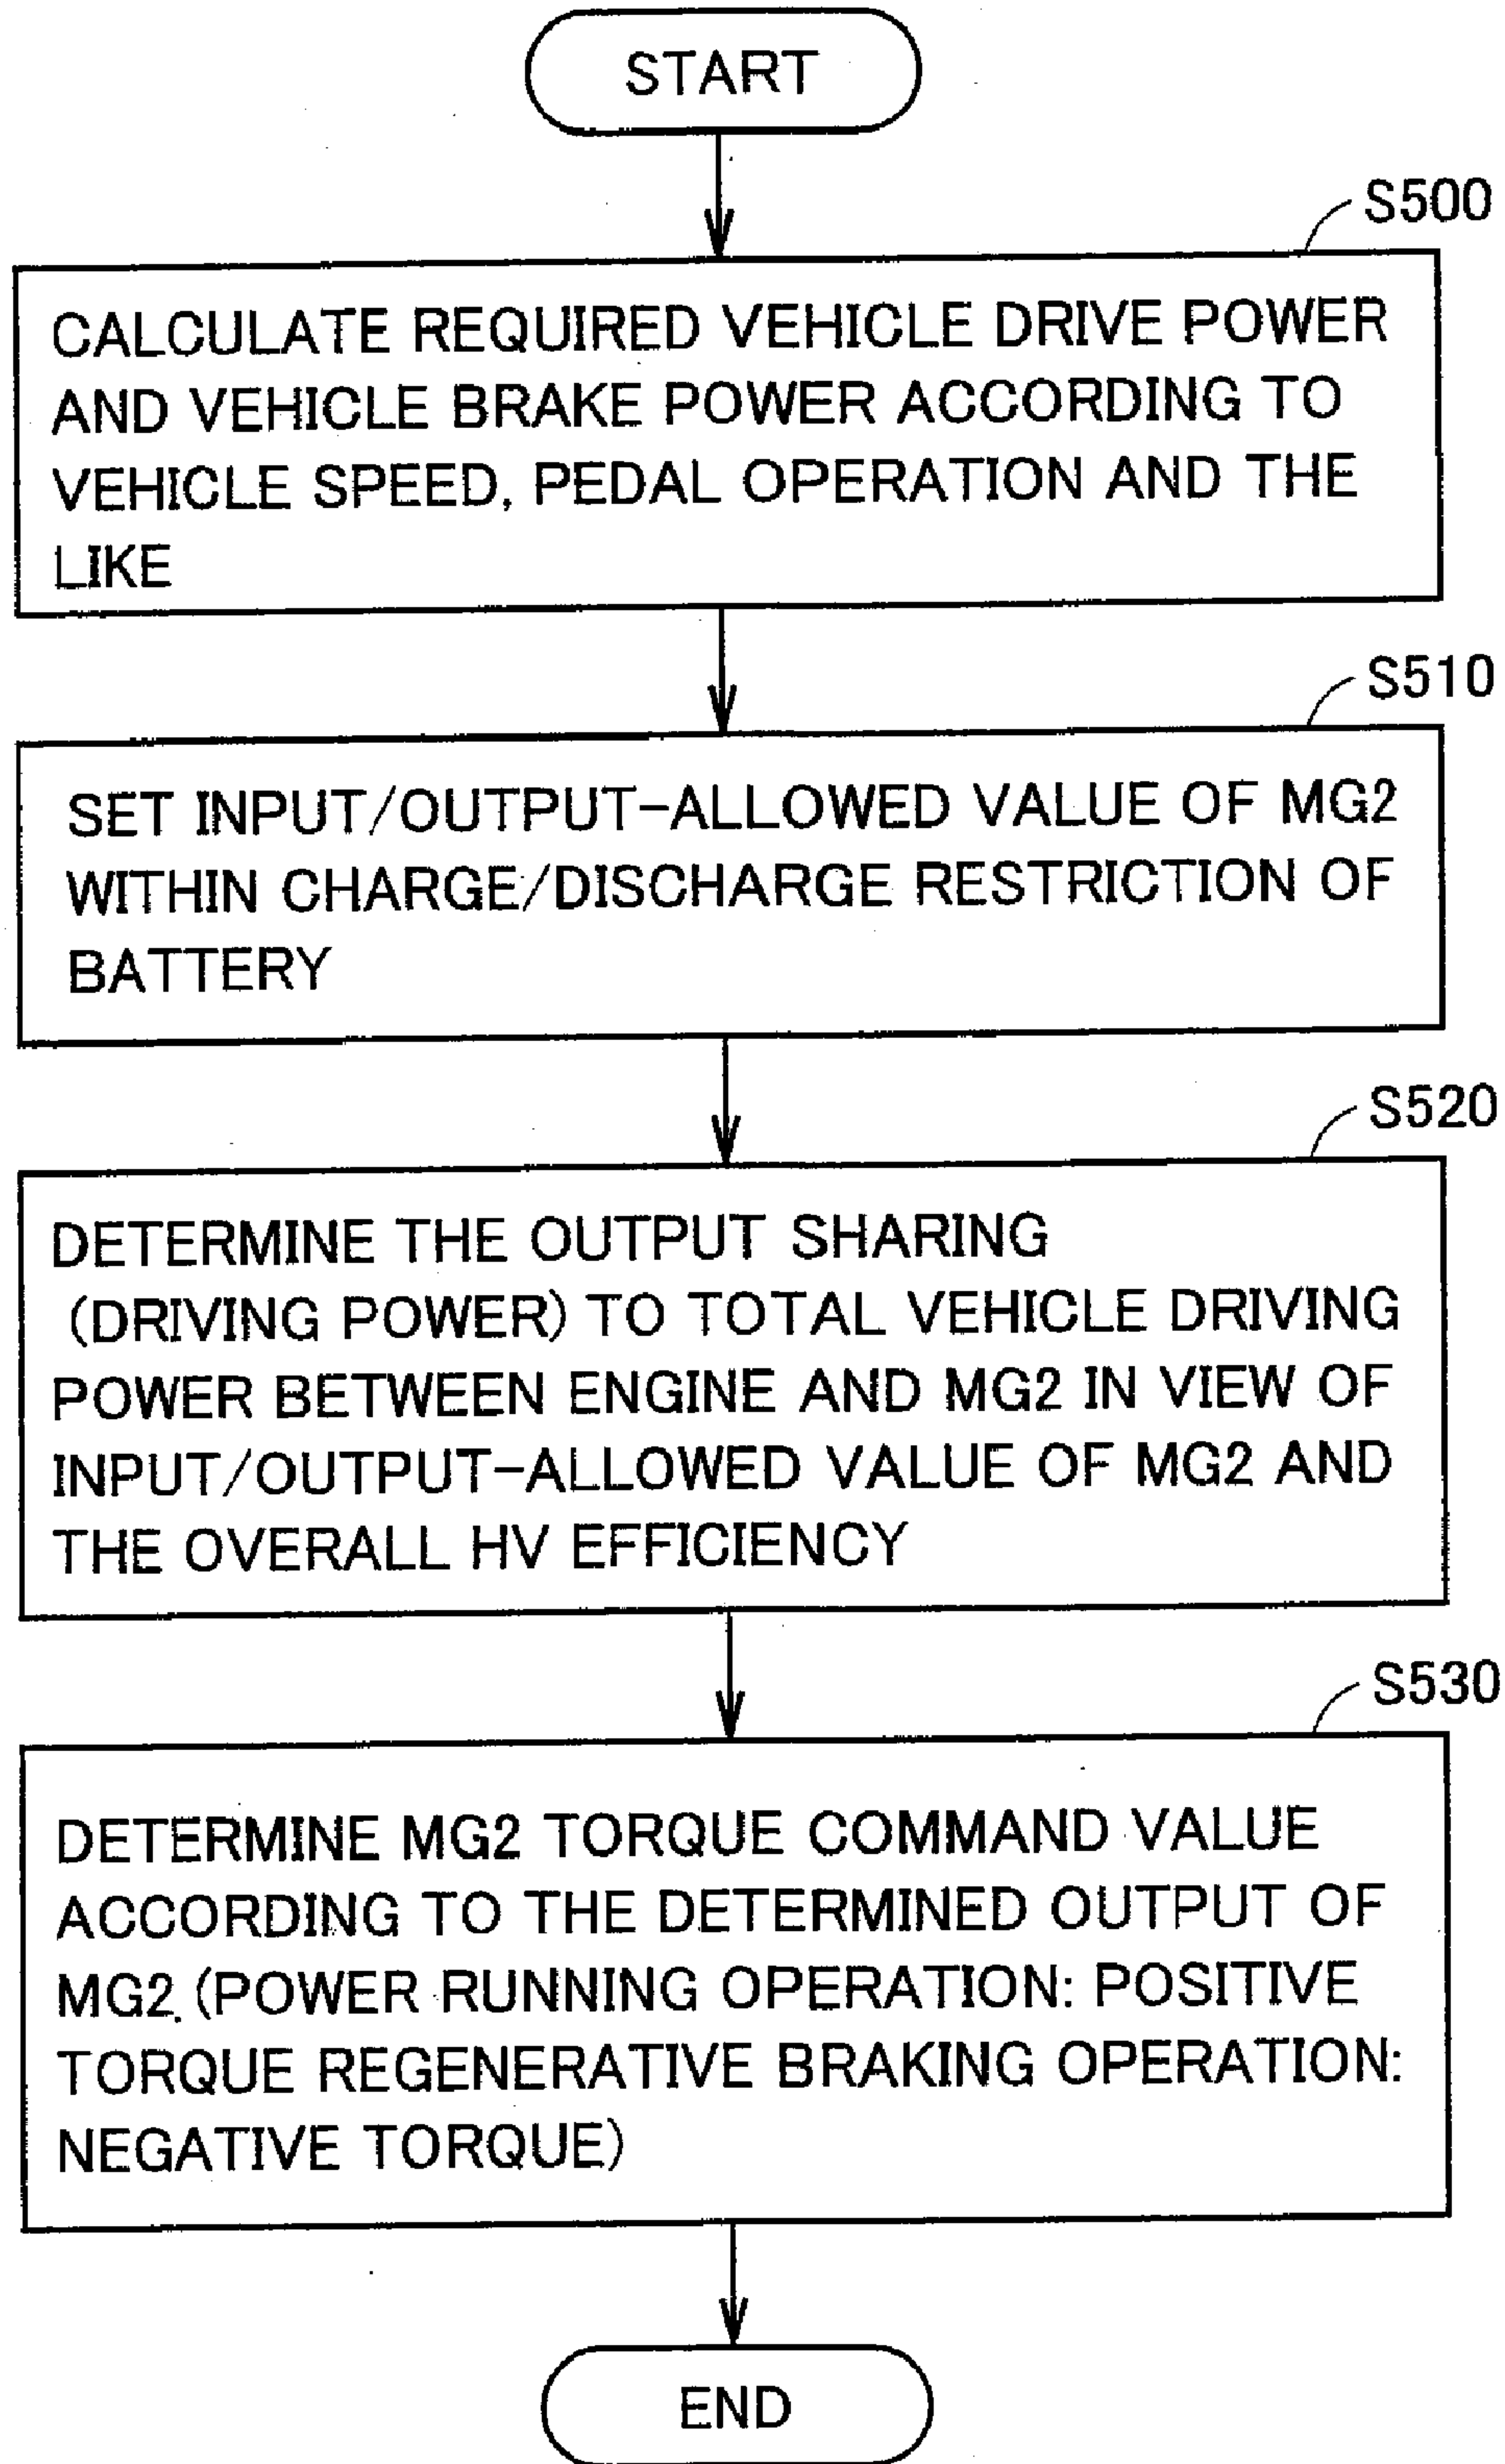 START
S500
CALCULATE REQUIRED VEHICLE DRIVE POWER
AND VEHICLE BRAKE POWER ACCORDING TO
VEHICLE SPEED, PEDAL OPERATION AND THE
LIKE
S510
SET INPUT/OUTPUT-ALLOWED VALUE OF MG2
WITHIN CHARGE/DISCHARGE RESTRICTION OF
BATTERY
S520
DETERMINE THE OUTPUT SHARING
(DRIVING POWER) TO TOTAL VEHICLE DRIVING
POWER BETWEEN ENGINE AND MG2 IN VIEW OF
INPUT/OUTPUT-ALLOWED VALUE OF MG2 AND
THE OVERALL HV EFFICIENCY
S530
DETERMINE MG2 TORQUE COMMAND VALUE
ACCORDING TO THE DETERMINED OUTPUT OF
MG2 (POWER RUNNING OPERATION: POSITIVE
TORQUE REGENERATIVE BRAKING OPERATION:
NEGATIVE TORQUE)
END